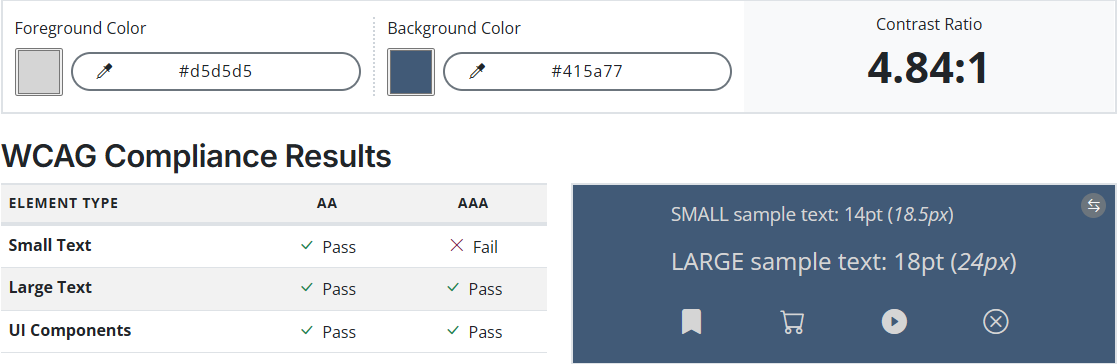 Foreground Color
#d5d5d5
Background Color
#415a77
Contrast Ratio
4.84:1
WCAG Compliance Results
ELEMENT TYPE AA AAA
Small Text Pass Fail
Large Text Pass Pass
UI Components Pass Pass
SMALL sample text: 14pt (18.5px)
LARGE sample text: 18pt (24px)